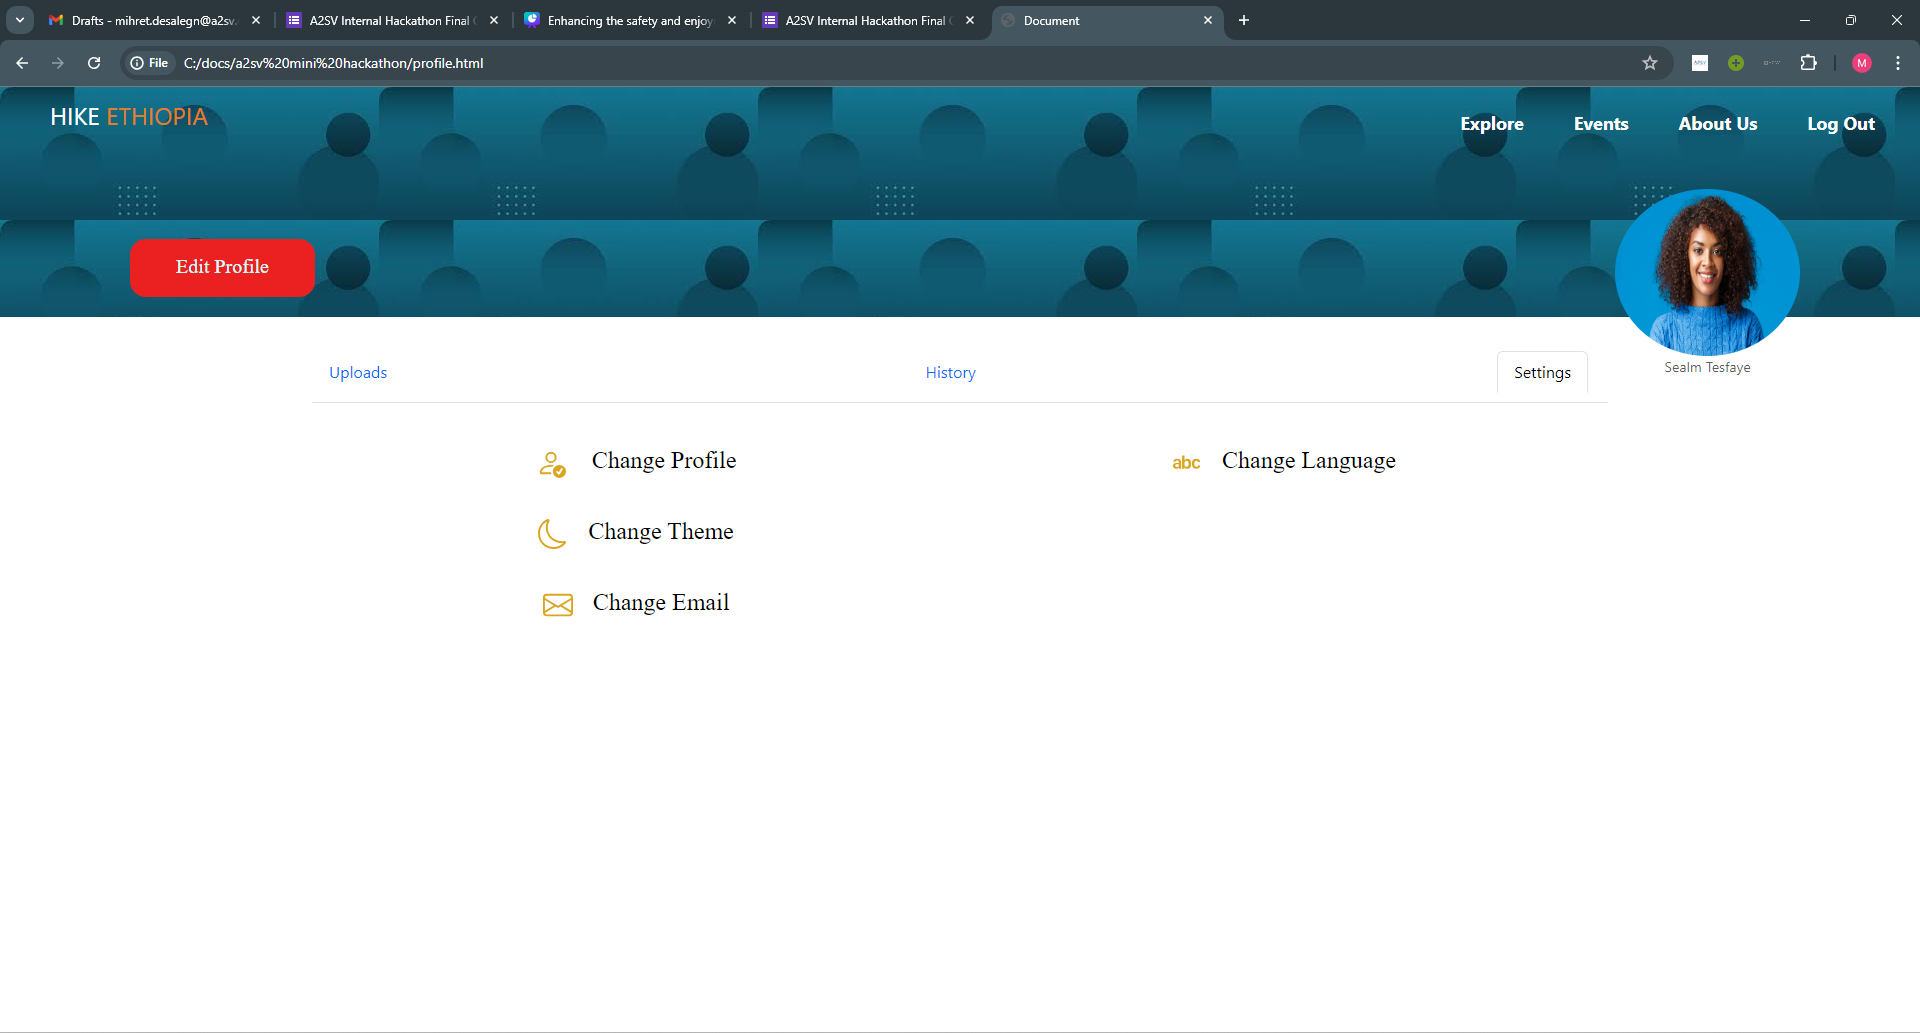 Drafts - mihret.desalegn@a2sv.
A2SV Internal Hackathon Final
Enhancing the safety and enjoy
A2SV Internal Hackathon Final
Document
File
C:/docs/a2sv%20mini%20hackathon/profile.html
M
HIKE ETHIOPIA
Explore
Events
About Us
Log Out
Edit Profile
Sealm Tesfaye
Uploads
History
Settings
Change Profile
abc Change Language
Change Theme
Change Email